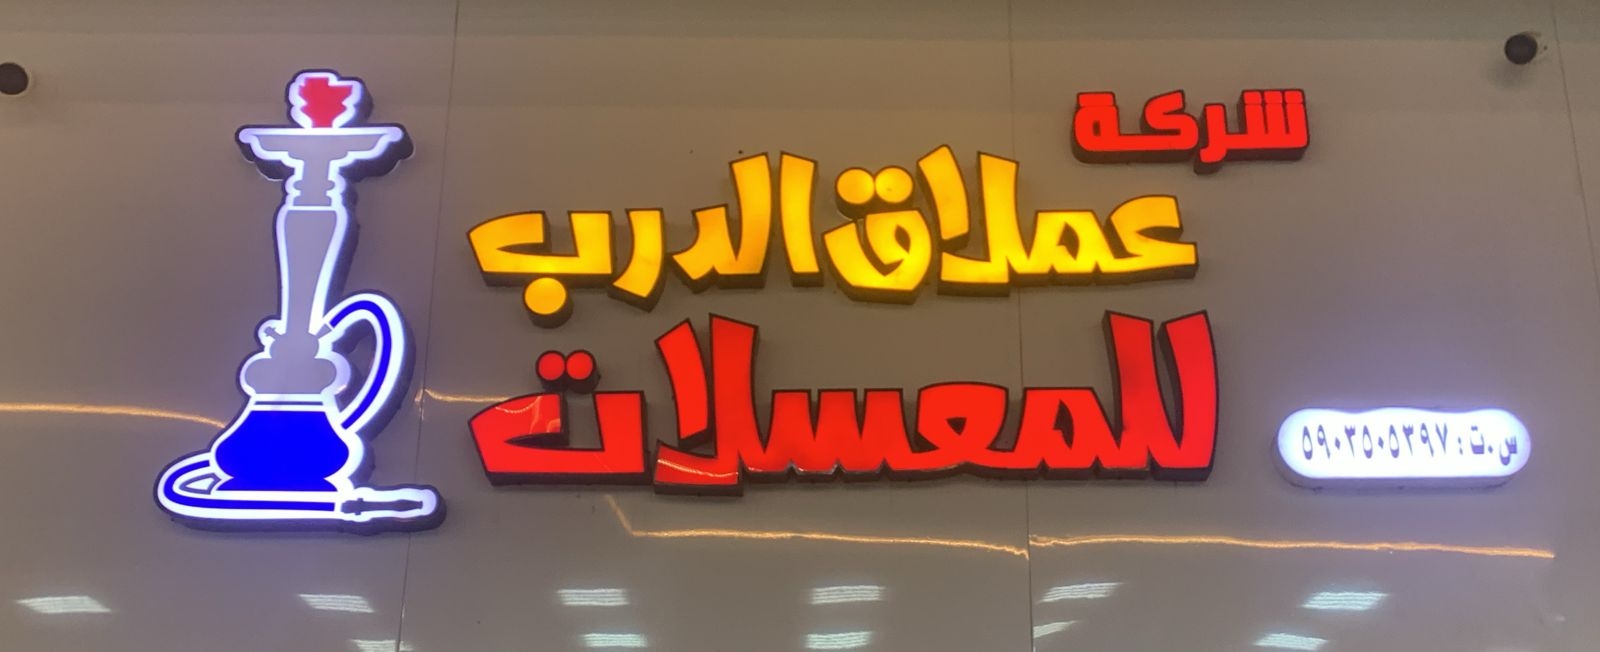 شركة
عملاق الدرب
للمعسلات
س.ت : ٥٩٠٣٥٠٥٣٩٧